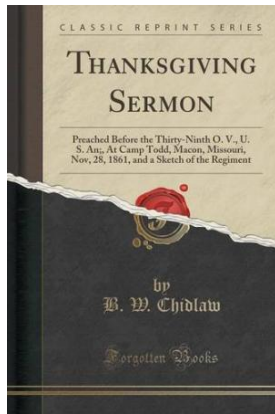 CLASSIC REPRINT SERIES
THANKSGIVING
SERMON
Preached Before the Thirty-Ninth O. V., U.
S. An;, At Camp Todd, Macon, Missouri,
Nov, 28, 1861, and a Sketch of the Regiment
by
B. W. Chidlaw
Forgotten Books